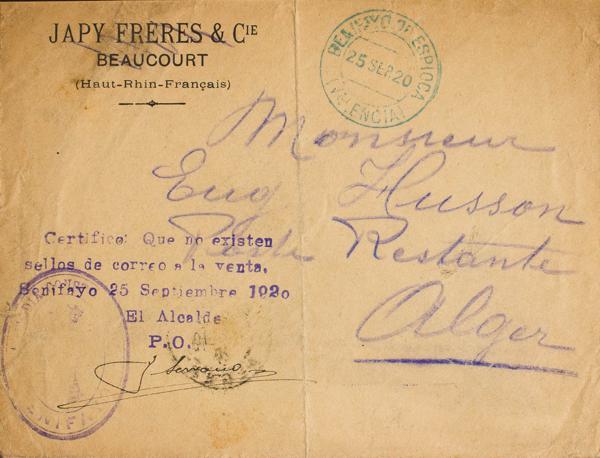 JAPY FRÈRES & CIE
BEAUCOURT
(Haut-Rhin-Français)
BENIFAYO DE ESPIOCA
25 SEP. 20
(VALENCIA)
Monsieur
Eug. Husson
Poste Restante
Alger
Certifico: Que no existen
sellos de correo a la venta.
Benifayo 25 Septiembre 1920
El Alcalde
P.O.